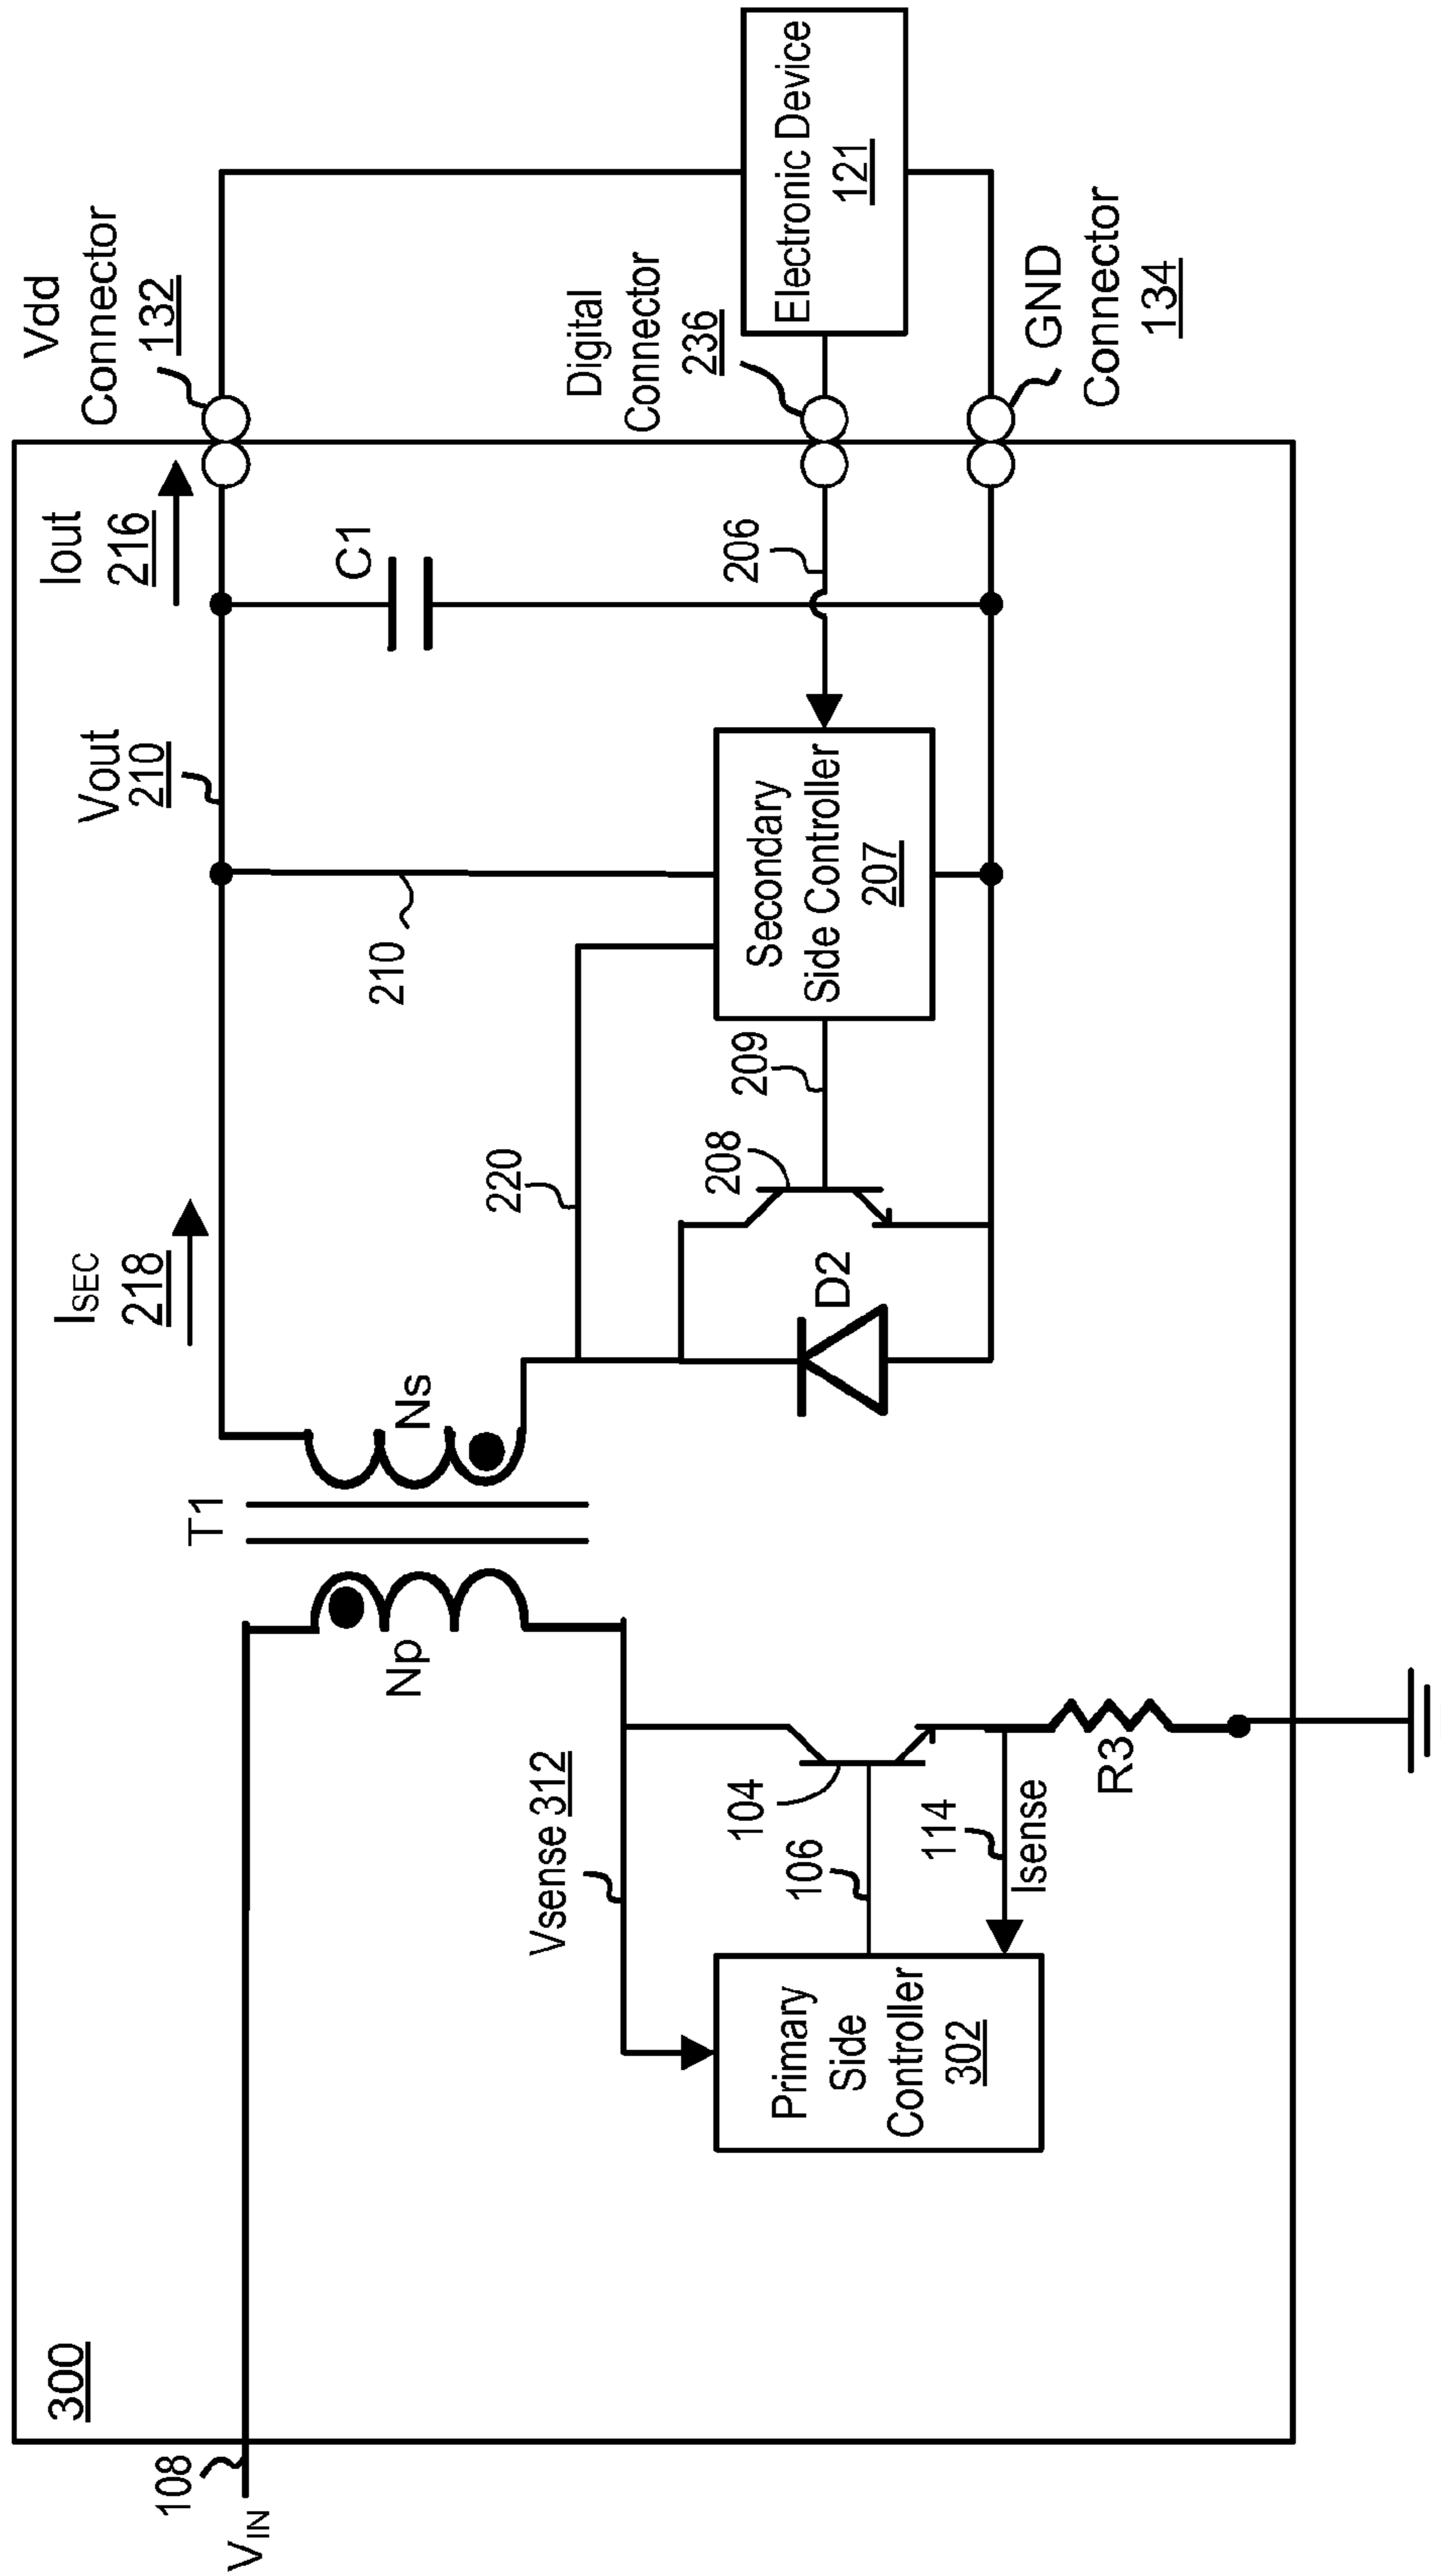 300
V_IN
108
T1
Np
Ns
I_SEC
218
Vout
210
Iout
216
Vdd
Connector
132
C1
210
220
Vsense 312
104
106
114
Isense
R3
Primary
Side
Controller
302
D2
208
209
Secondary
Side Controller
207
206
Digital
Connector
236
Electronic Device
121
GND
Connector
134